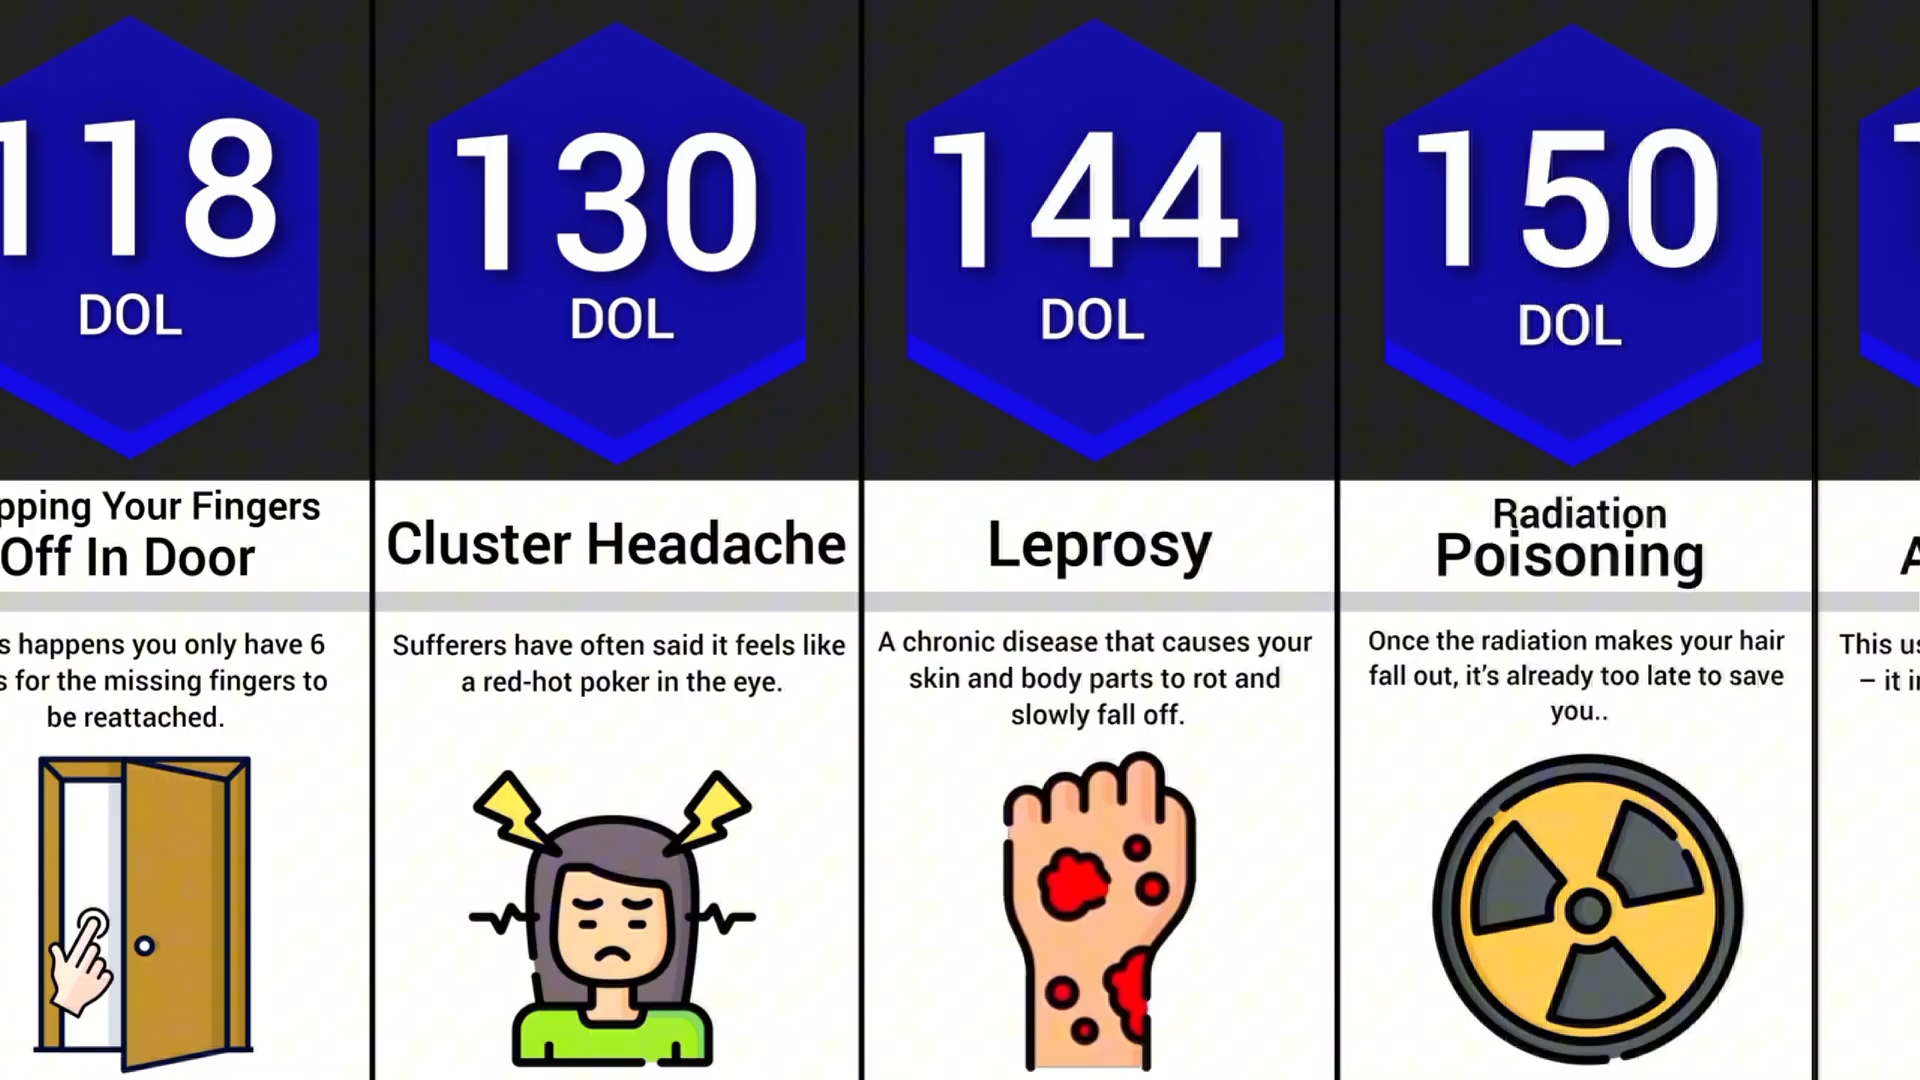 118
DOL
pping Your Fingers
Off In Door
s happens you only have 6
s for the missing fingers to
be reattached.
130
DOL
Cluster Headache
Sufferers have often said it feels like
a red-hot poker in the eye.
144
DOL
Leprosy
A chronic disease that causes your
skin and body parts to rot and
slowly fall off.
150
DOL
Radiation
Poisoning
Once the radiation makes your hair
fall out, it’s already too late to save
you..
1
A
This us
– it i